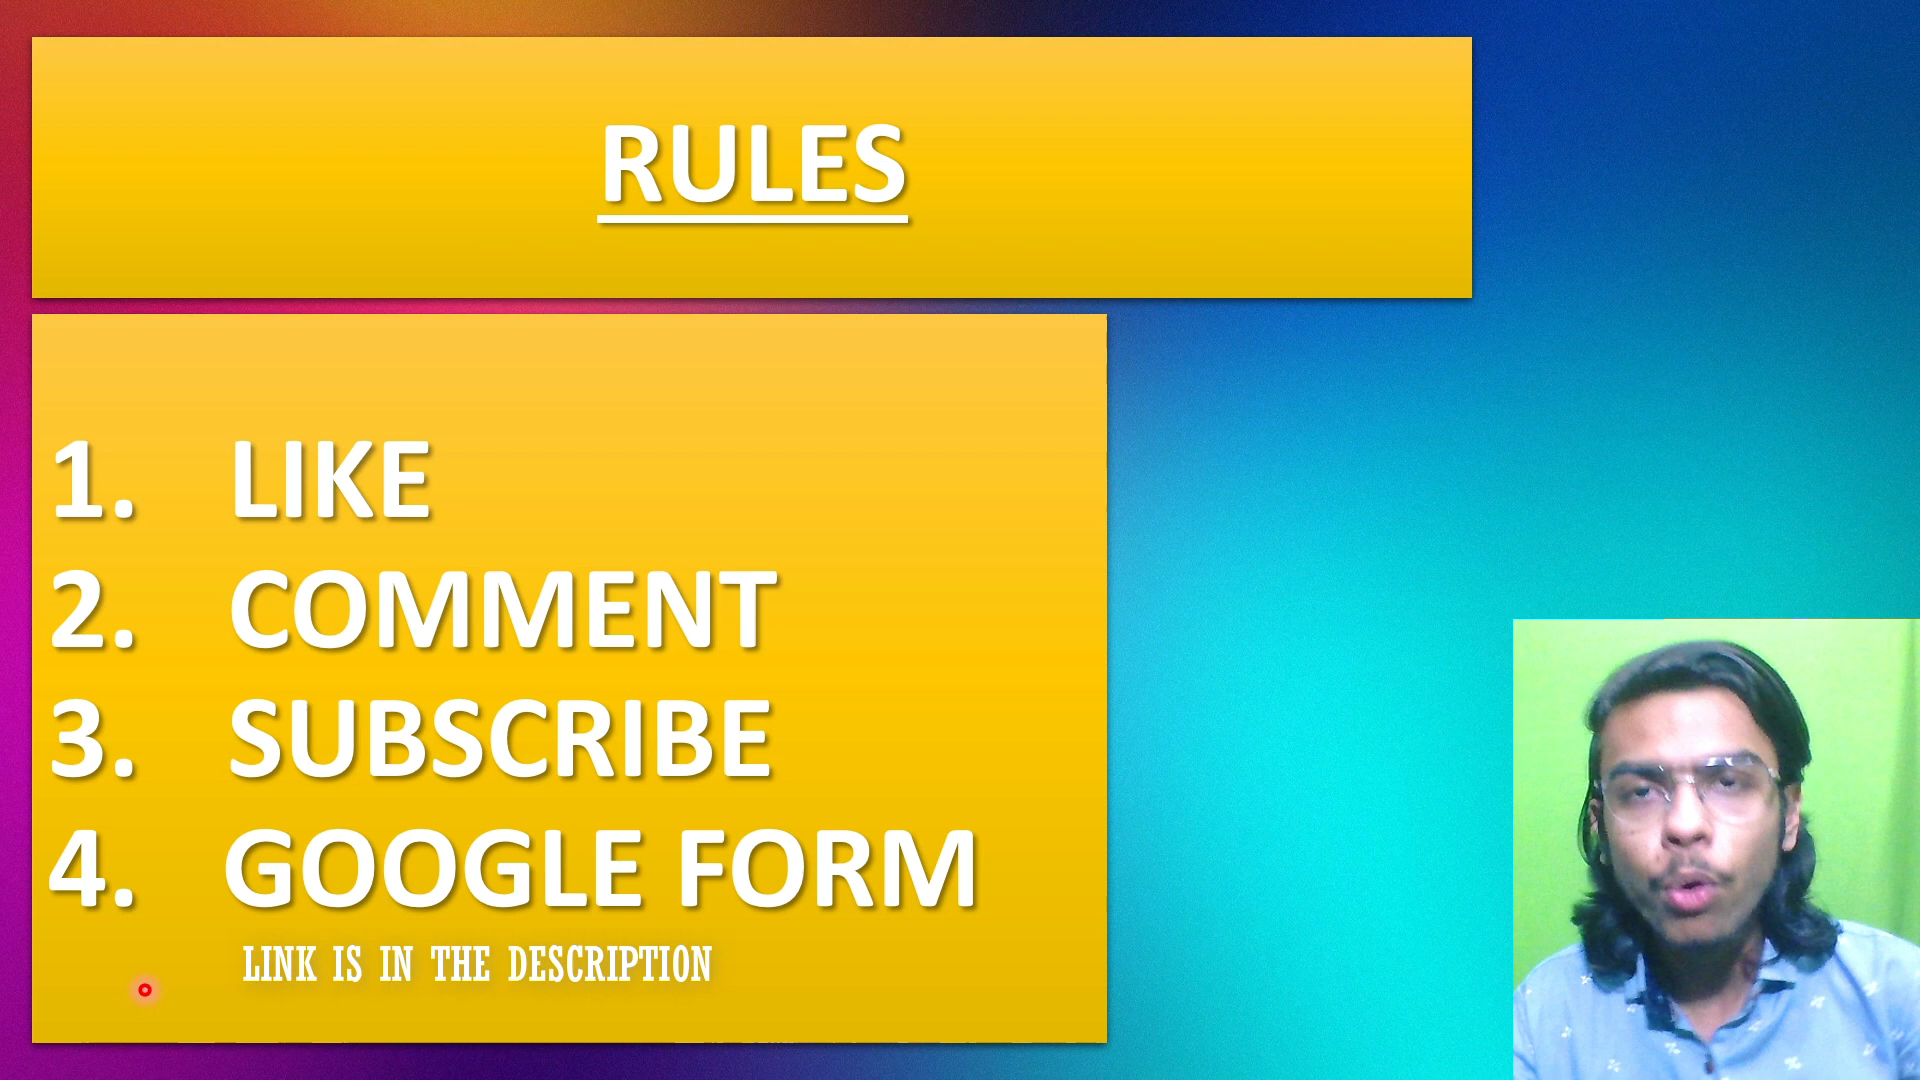 RULES
1. LIKE
2. COMMENT
3. SUBSCRIBE
4. GOOGLE FORM
LINK IS IN THE DESCRIPTION